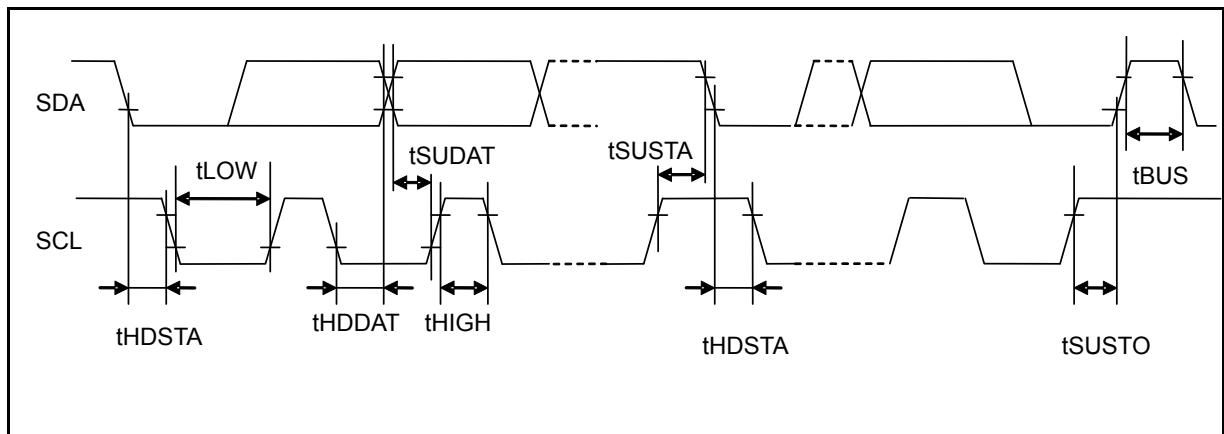 SDA
tSUDAT
tSUSTA
tLOW
tBUS
SCL
tHDSTA
tHDDAT
tHIGH
tHDSTA
tSUSTO